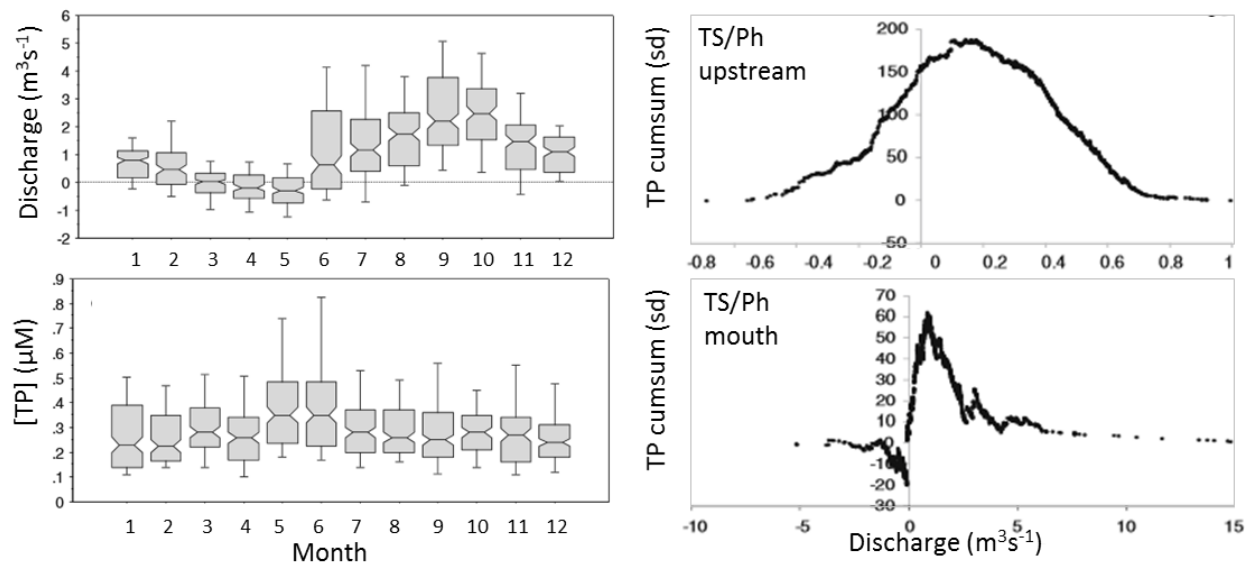 Discharge (m³s⁻¹)
6
5
4
3
2
1
0
-1
-2
1 2 3 4 5 6 7 8 9 10 11 12
[TP] (μM)
.9
.8
.7
.6
.5
.4
.3
.2
.1
0
1 2 3 4 5 6 7 8 9 10 11 12
Month
TS/Ph
upstream
TP cumsum (sd)
200
150
100
50
0
-50
-0.8 -0.6 -0.4 -0.2 0 0.2 0.4 0.6 0.8 1
TS/Ph
mouth
TP cumsum (sd)
70
60
50
40
30
20
10
0
-10
-20
-30
-10 -5 0 5 10 15
Discharge (m³s⁻¹)